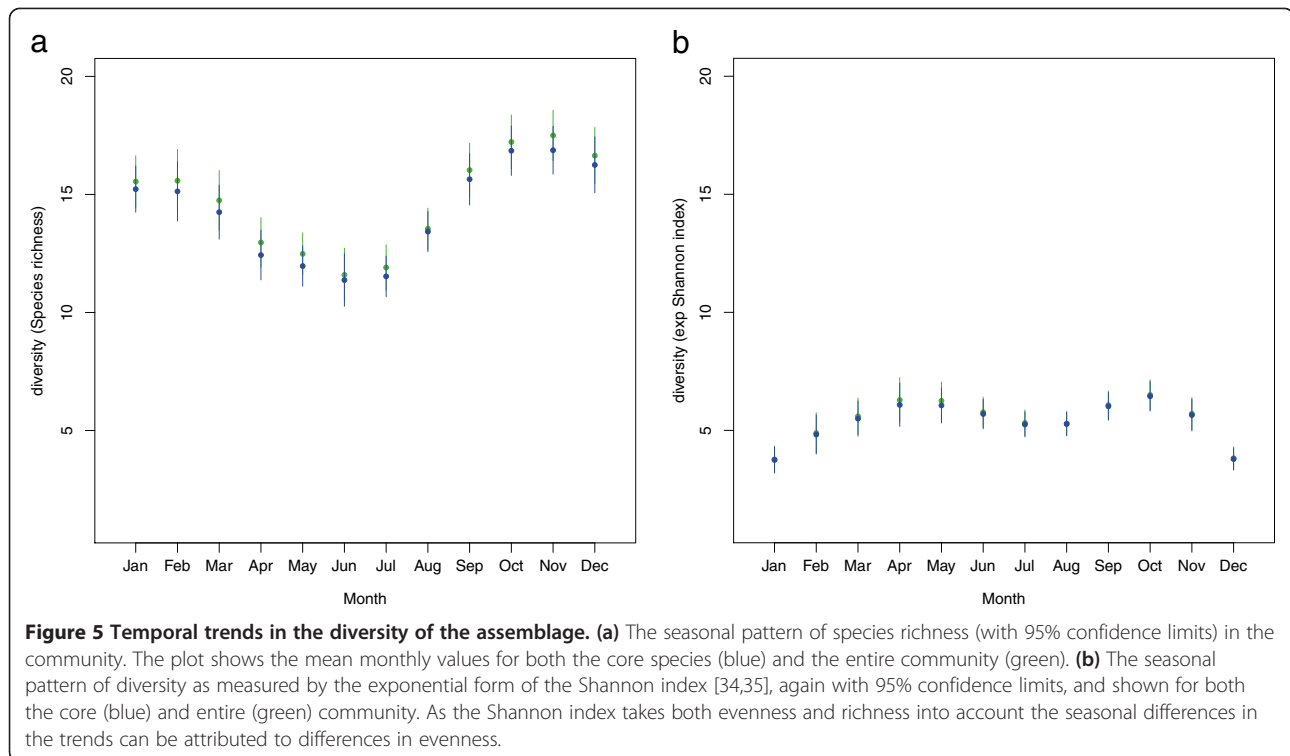 a
b
20
15
10
5
diversity (Species richness)
Jan Feb Mar Apr May Jun Jul Aug Sep Oct Nov Dec
Month
20
15
10
5
diversity (exp Shannon index)
Jan Feb Mar Apr May Jun Jul Aug Sep Oct Nov Dec
Month
Figure 5 Temporal trends in the diversity of the assemblage. (a) The seasonal pattern of species richness (with 95% confidence limits) in the
community. The plot shows the mean monthly values for both the core species (blue) and the entire community (green). (b) The seasonal
pattern of diversity as measured by the exponential form of the Shannon index [34,35], again with 95% confidence limits, and shown for both
the core (blue) and entire (green) community. As the Shannon index takes both evenness and richness into account the seasonal differences in
the trends can be attributed to differences in evenness.